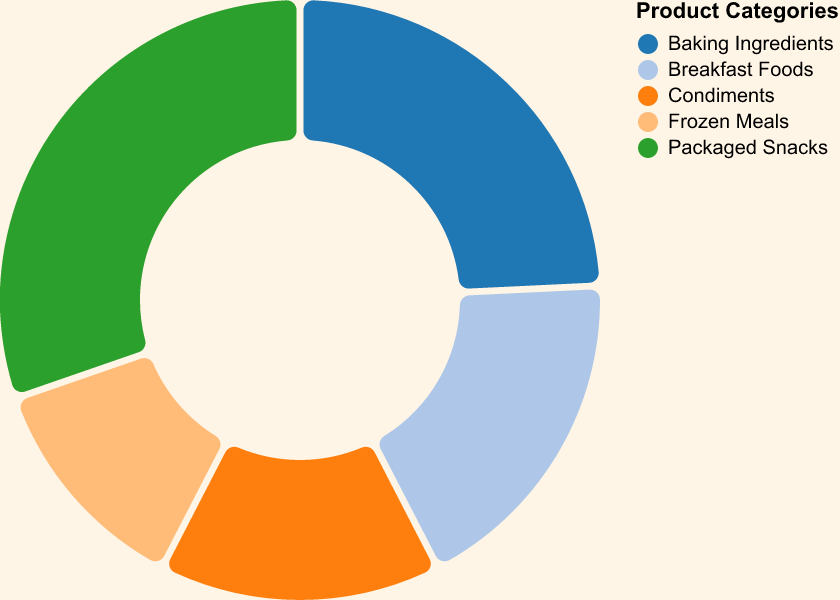 Product Categories
Baking Ingredients
Breakfast Foods
Condiments
Frozen Meals
Packaged Snacks